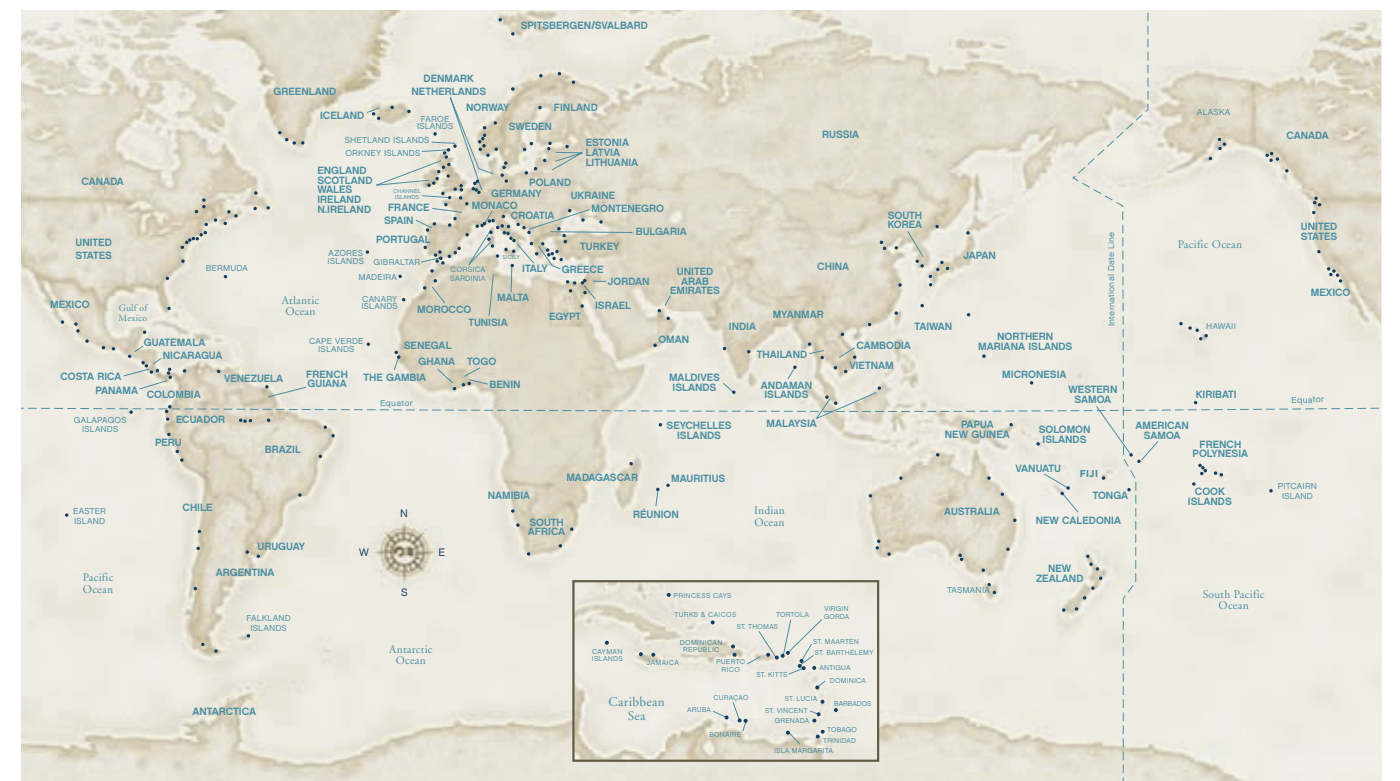 SPITSBERGEN/SVALBARD
GREENLAND
ICELAND
DENMARK
NETHERLANDS
NORWAY
FINLAND
FAROE
ISLANDS
SWEDEN
SHETLAND ISLANDS
ORKNEY ISLANDS
ESTONIA
LATVIA
LITHUANIA
RUSSIA
ALASKA
CANADA
CANADA
ENGLAND
SCOTLAND
WALES
IRELAND
N.IRELAND
CHANNEL
ISLANDS
POLAND
GERMANY
UKRAINE
FRANCE
MONACO
CROATIA
MONTENEGRO
SPAIN
BULGARIA
PORTUGAL
TURKEY
AZORES
ISLANDS
GIBRALTAR
SICILY
ITALY
GREECE
CORSICA
SARDINIA
MADEIRA
BERMUDA
UNITED
STATES
SOUTH
KOREA
JAPAN
CHINA
International Date Line
Pacific Ocean
UNITED
STATES
MEXICO
MEXICO
Gulf of
Mexico
Atlantic
Ocean
CANARY
ISLANDS
MOROCCO
MALTA
TUNISIA
EGYPT
ISRAEL
JORDAN
UNITED
ARAB
EMIRATES
OMAN
INDIA
MYANMAR
TAIWAN
HAWAII
GUATEMALA
NICARAGUA
COSTA RICA
PANAMA
COLOMBIA
VENEZUELA
FRENCH
GUIANA
CAPE VERDE
ISLANDS
SENEGAL
THE GAMBIA
GHANA
TOGO
BENIN
THAILAND
CAMBODIA
VIETNAM
NORTHERN
MARIANA ISLANDS
MICRONESIA
MALDIVES
ISLANDS
ANDAMAN
ISLANDS
WESTERN
SAMOA
KIRIBATI
Equator
Equator
GALAPAGOS
ISLANDS
ECUADOR
PERU
BRAZIL
SEYCHELLES
ISLANDS
MALAYSIA
PAPUA
NEW GUINEA
SOLOMON
ISLANDS
AMERICAN
SAMOA
FRENCH
POLYNESIA
MADAGASCAR
MAURITIUS
RÉUNION
VANUATU
FIJI
TONGA
COOK
ISLANDS
PITCAIRN
ISLAND
NEW CALEDONIA
EASTER
ISLAND
CHILE
NAMIBIA
SOUTH
AFRICA
Indian
Ocean
AUSTRALIA
N
W
E
S
URUGUAY
ARGENTINA
Pacific
Ocean
NEW
ZEALAND
TASMANIA
South Pacific
Ocean
FALKLAND
ISLANDS
Antarctic
Ocean
ANTARCTICA
PRINCESS CAYS
TURKS & CAICOS
TORTOLA
VIRGIN
GORDA
ST. THOMAS
CAYMAN
ISLANDS
JAMAICA
DOMINICAN
REPUBLIC
PUERTO
RICO
ST. MAARTEN
ST. BARTHÉLEMY
ST. KITTS
ANTIGUA
DOMINICA
Caribbean
Sea
CURAÇAO
ARUBA
BONAIRE
ST. LUCIA
BARBADOS
ST. VINCENT
GRENADA
TOBAGO
TRINIDAD
ISLA MARGARITA